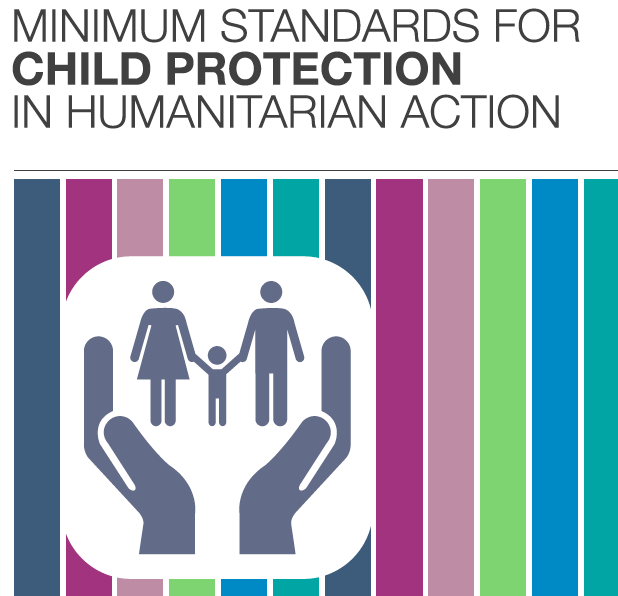 MINIMUM STANDARDS FOR
CHILD PROTECTION
IN HUMANITARIAN ACTION